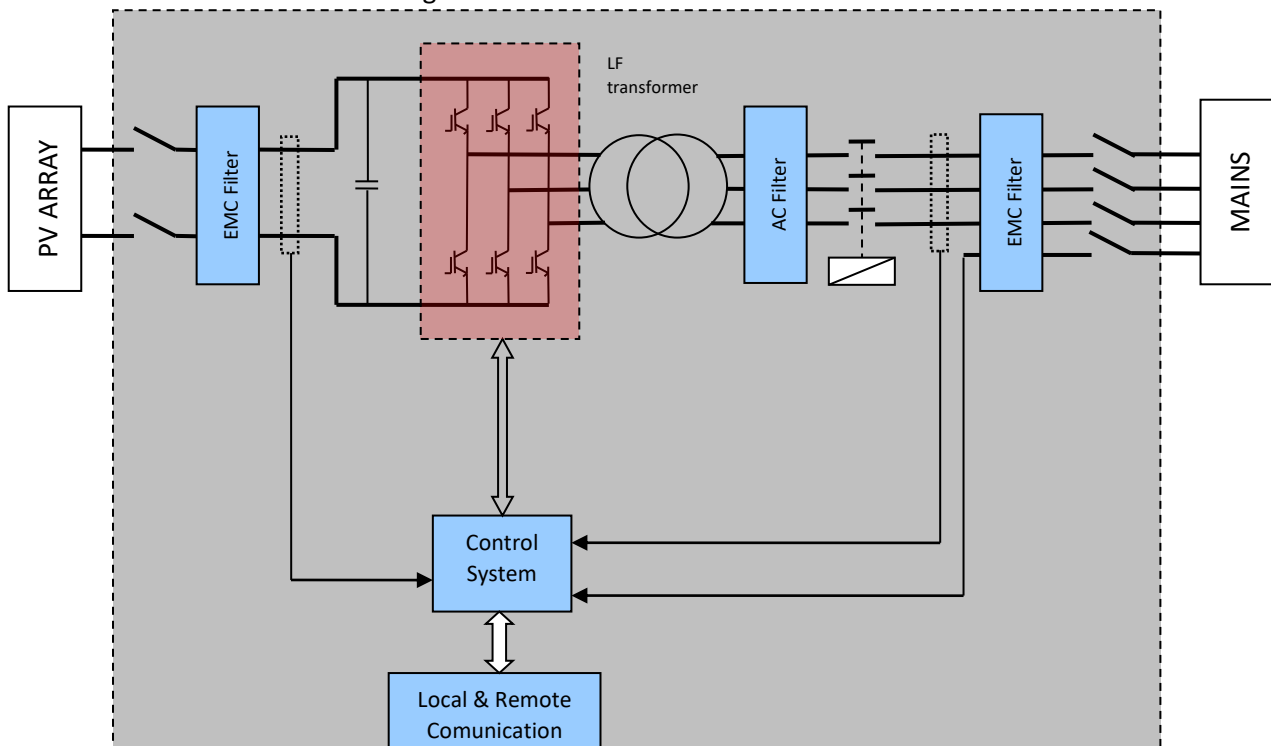 LF
transformer
PV ARRAY
EMC Filter
AC Filter
EMC Filter
MAINS
Control
System
Local & Remote
Comunication